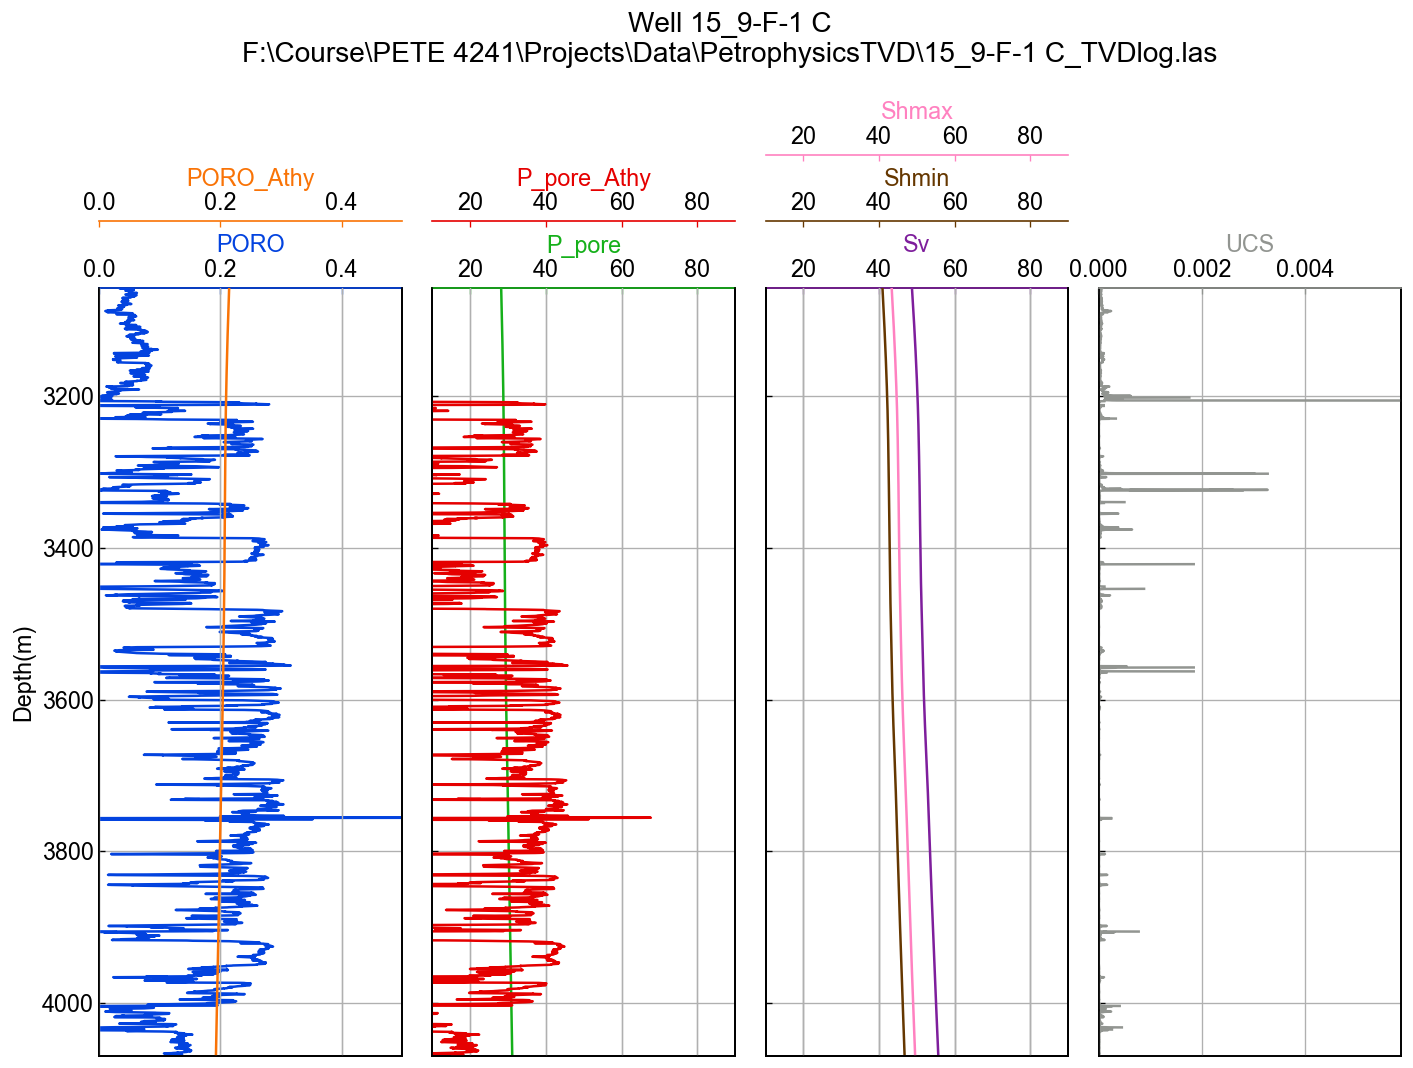 Well 15_9-F-1 C
F:\Course\PETE 4241\Projects\Data\PetrophysicsTVD\15_9-F-1 C_TVDlog.las
Shmax
20 40 60 80
PORO_Athy P_pore_Athy Shmin
0.0 0.2 0.4 20 40 60 80 20 40 60 80
PORO P_pore Sv UCS
0.0 0.2 0.4 20 40 60 80 20 40 60 80 0.000 0.002 0.004
3200
3400
3600
3800
4000
Depth(m)